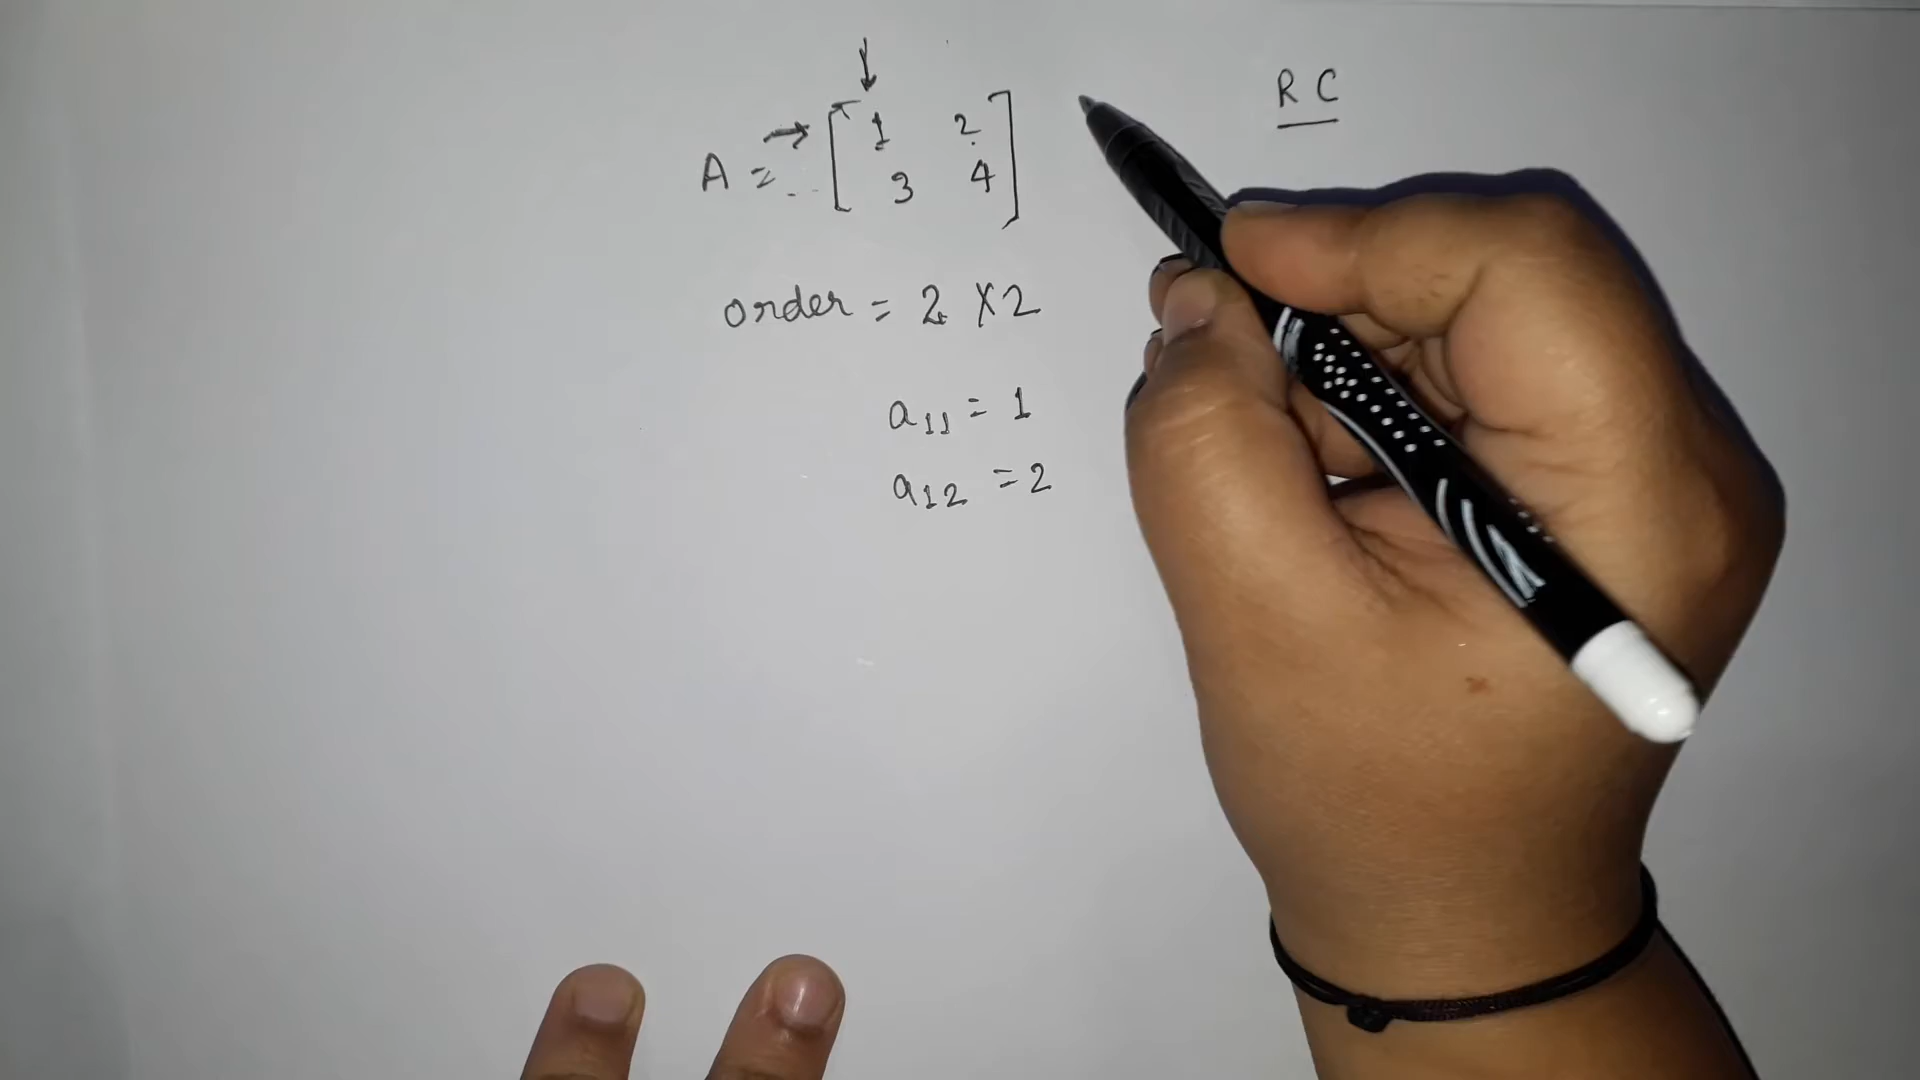 R C
A = [ 1 2
3 4 ]
order = 2 X 2
a11 = 1
a12 = 2